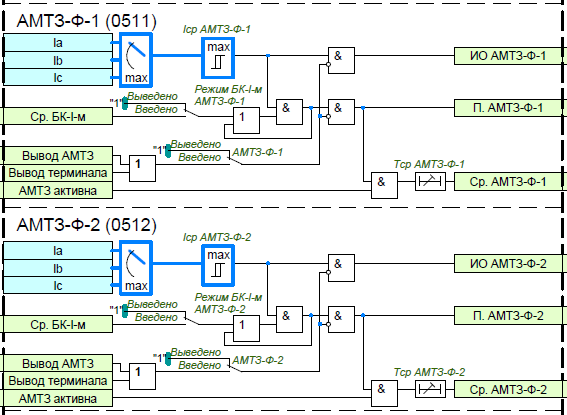 АМТЗ-Ф-1 (0511)
Iср АМТЗ-Ф-1
Ia
Ib
Ic
max
max
&
ИО АМТЗ-Ф-1
Режим БК-I-м
АМТЗ-Ф-1
"1"
Выведено
Введено
Ср. БК-I-м
1
&
&
П. АМТЗ-Ф-1
Вывод АМТЗ
Вывод терминала
АМТЗ активна
1
"1"
Выведено
Введено
АМТЗ-Ф-1
&
Тср АМТЗ-Ф-1
Ср. АМТЗ-Ф-1
АМТЗ-Ф-2 (0512)
Iср АМТЗ-Ф-2
Ia
Ib
Ic
max
max
&
ИО АМТЗ-Ф-2
Режим БК-I-м
АМТЗ-Ф-2
"1"
Выведено
Введено
Ср. БК-I-м
1
&
&
П. АМТЗ-Ф-2
Вывод АМТЗ
Вывод терминала
АМТЗ активна
1
"1"
Выведено
Введено
АМТЗ-Ф-2
&
Тср АМТЗ-Ф-2
Ср. АМТЗ-Ф-2